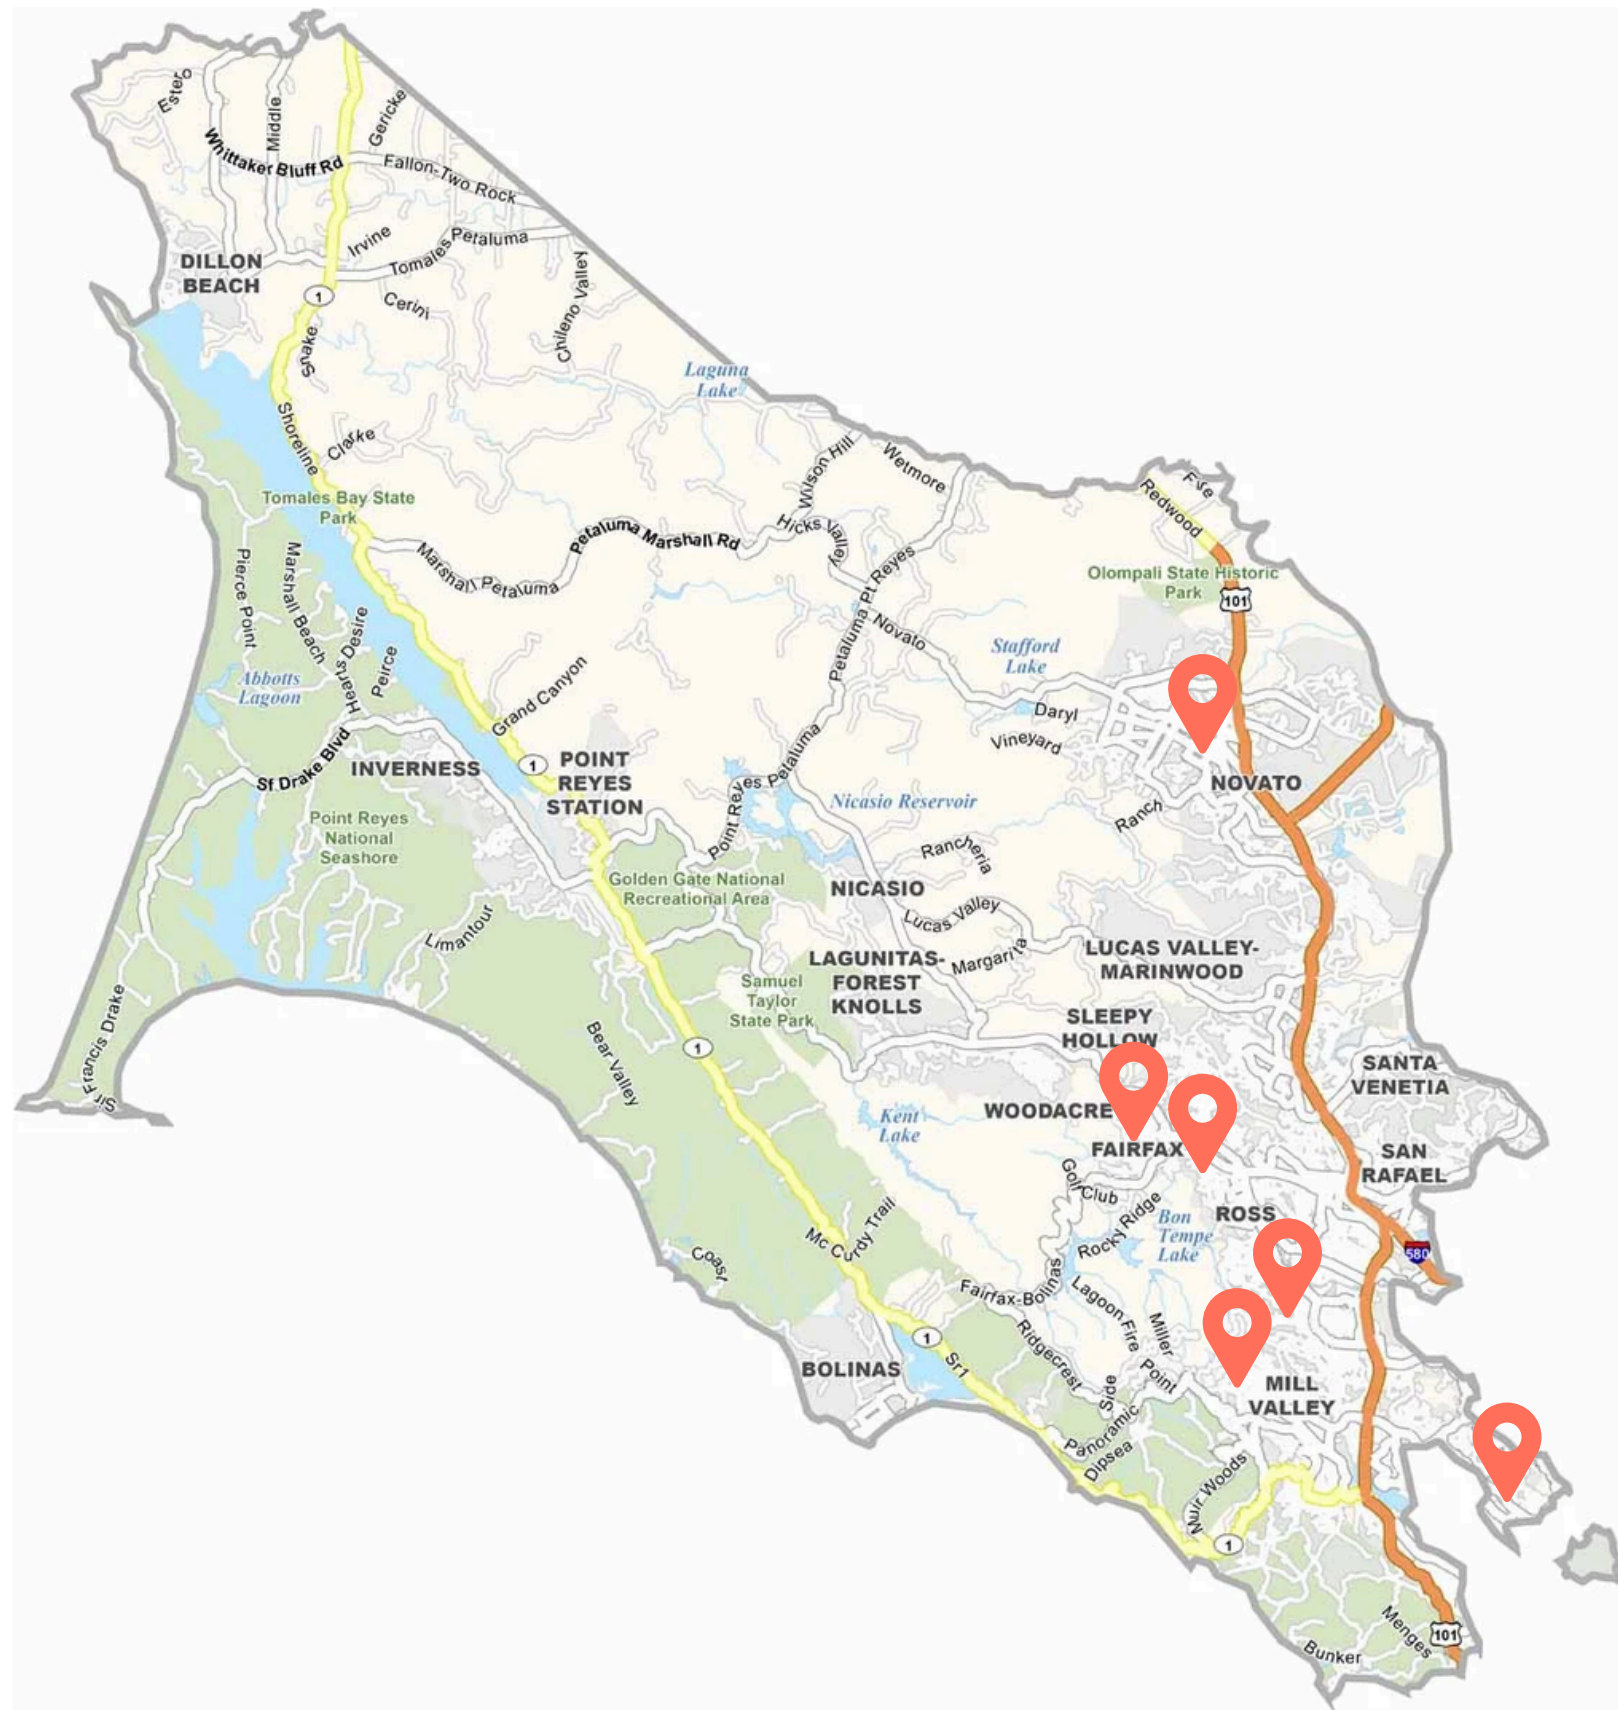 Estero
Middle
Gericke
Whittaker Bluff Rd
Fallon-Two Rock
Irvine
Tomales
Petaluma
DILLON
BEACH
1
Cerini
Chileno Valley
Snake
Laguna
Lake
Shoreline
Clarke
Wilson Hill
Wetmore
Redwood
Tomales Bay State
Park
Petaluma Marshall Rd
Hicks Valley
Marshall Petaluma
Petaluma Pt Reyes
Olompali State Historic
Park
101
Pierce Point
Marshall Beach
Hearts Desire
Peirce
Novato
Stafford
Lake
Abbotts
Lagoon
Grand Canyon
Daryl
Vineyard
Sf Drake Blvd
INVERNESS
1
POINT
REYES
STATION
Point Reyes Petaluma
NOVATO
Nicasio Reservoir
Ranch
Point Reyes
National
Seashore
Rancheria
Golden Gate National
Recreational Area
NICASIO
Lucas Valley
Limantour
Margarita
LUCAS VALLEY-
MARINWOOD
LAGUNITAS-
FOREST
KNOLLS
Samuel
Taylor
State Park
Sir Francis Drake
SLEEPY
HOLLOW
Bear Valley
1
SANTA
VENETIA
Kent
Lake
WOODACRE
FAIRFAX
SAN
RAFAEL
Golf Club
Rocky Ridge
Bon
Tempe
Lake
ROSS
Mc Curdy Trail
580
Coast
Fairfax-Bolinas
Lagoon Fire
Miller
1
Sr1
Ridgecrest
BOLINAS
Point
Side
MILL
VALLEY
Panoramic
Dipsea
Muir Woods
1
Menges
101
Bunker